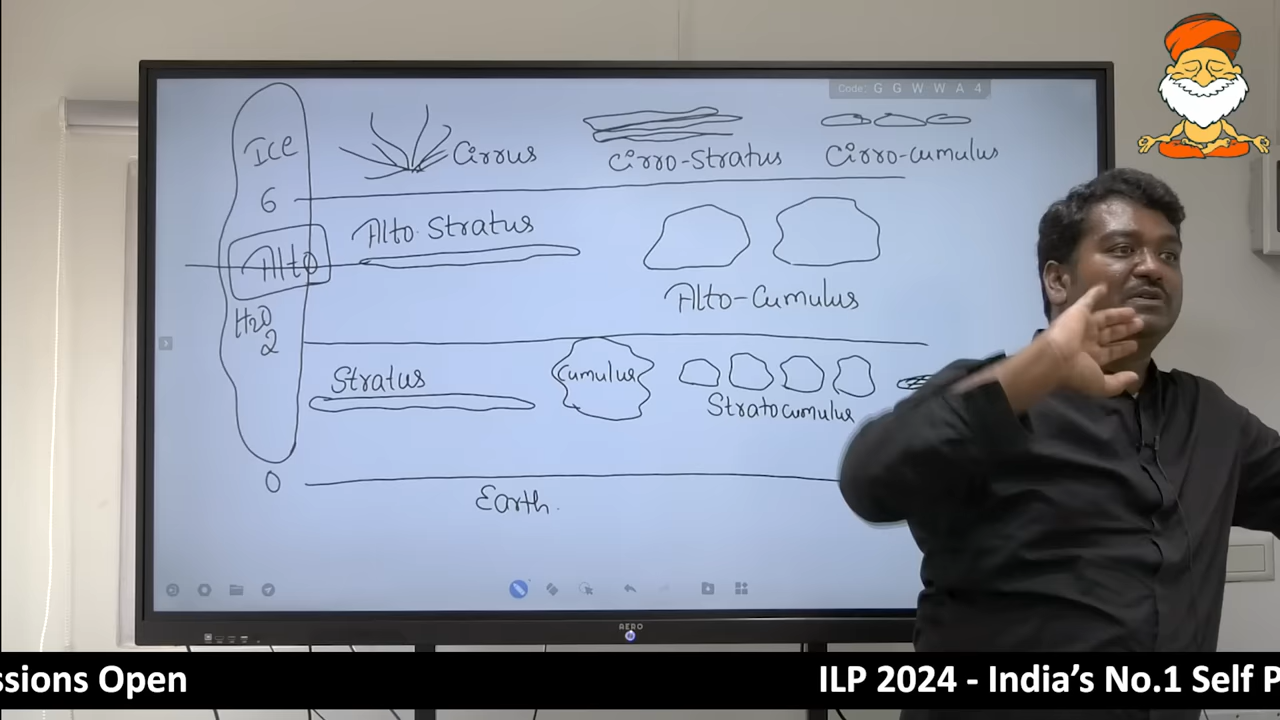 Code: G G W W A 4
Ice
Cirrus
Cirro-Stratus
Cirro-cumulus
6
Alto Stratus
Alto
Alto-Cumulus
H2O
2
Stratus
Cumulus
Stratocumulus
0
Earth.
AERO
ssions Open
ILP 2024 - India's No.1 Self P